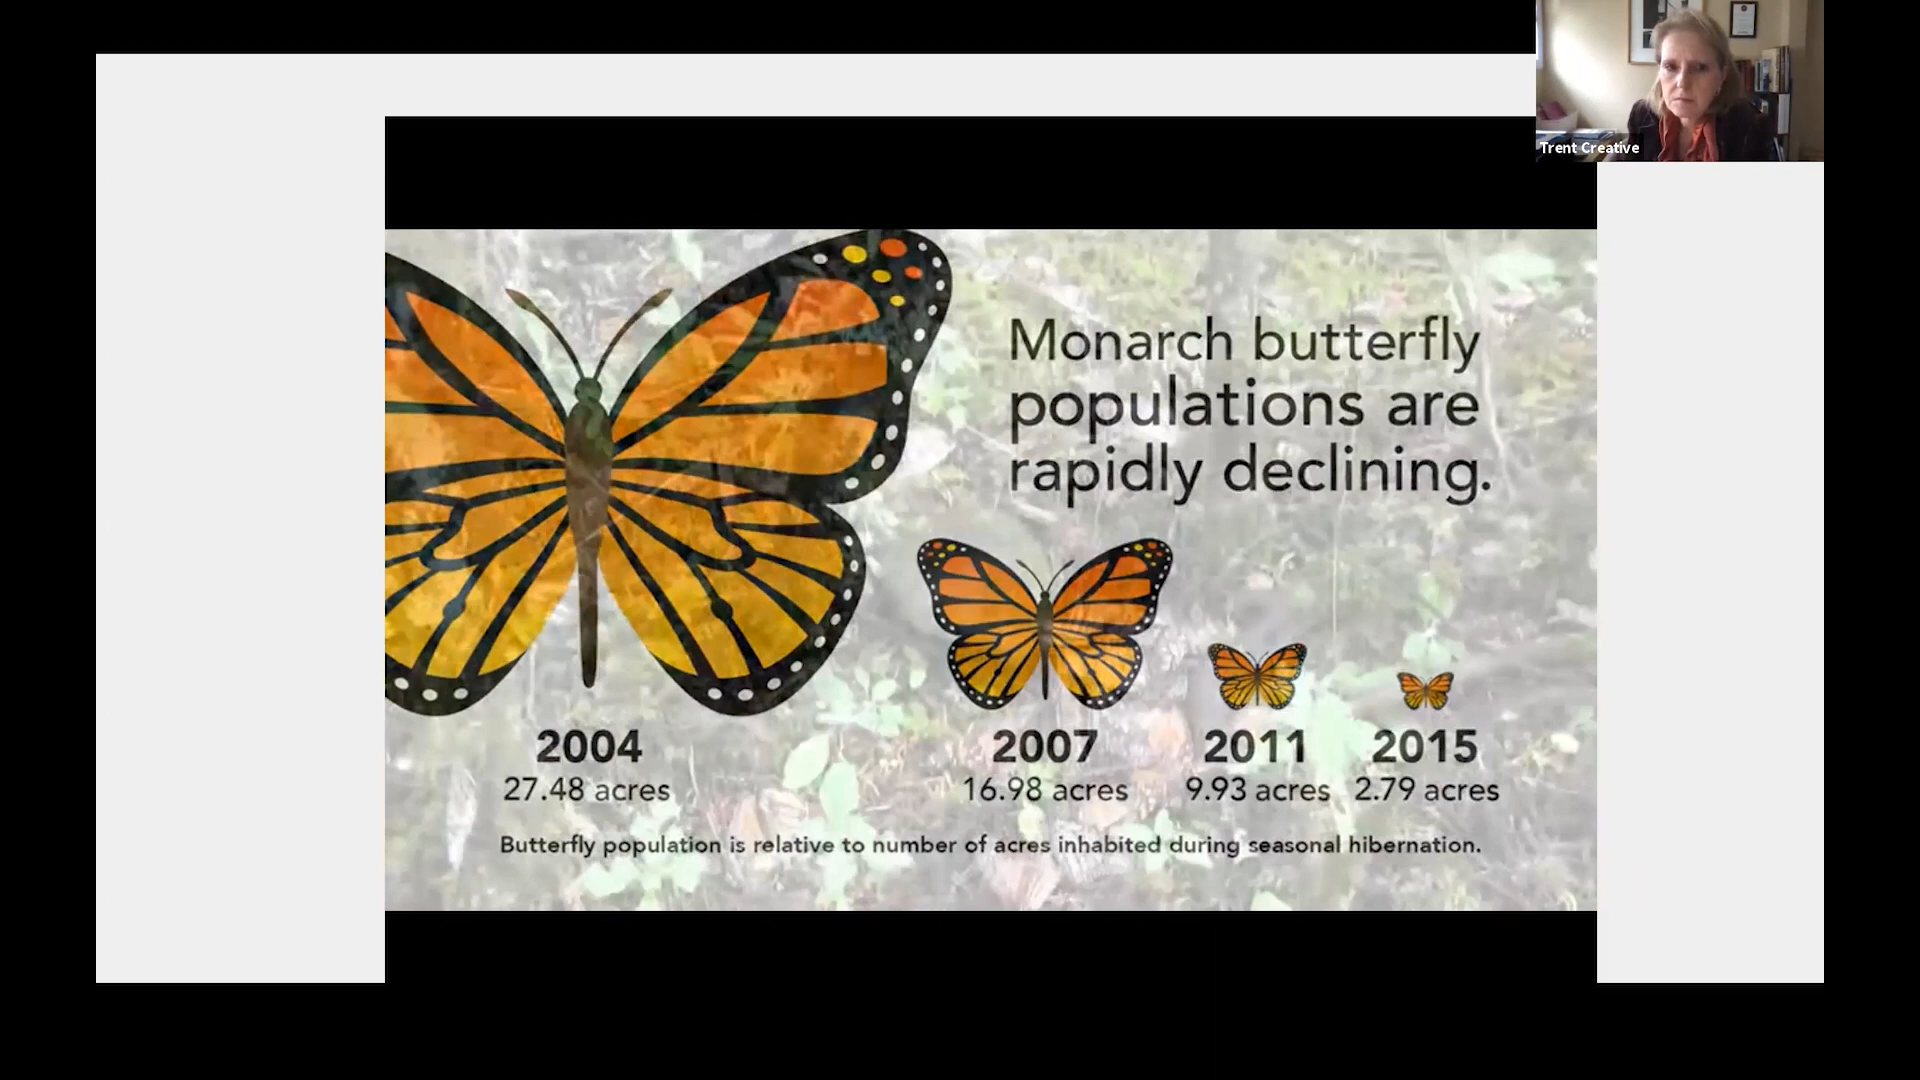 Trent Creative
Monarch butterfly
populations are
rapidly declining.
2004
27.48 acres
2007
16.98 acres
2011
9.93 acres
2015
2.79 acres
Butterfly population is relative to number of acres inhabited during seasonal hibernation.